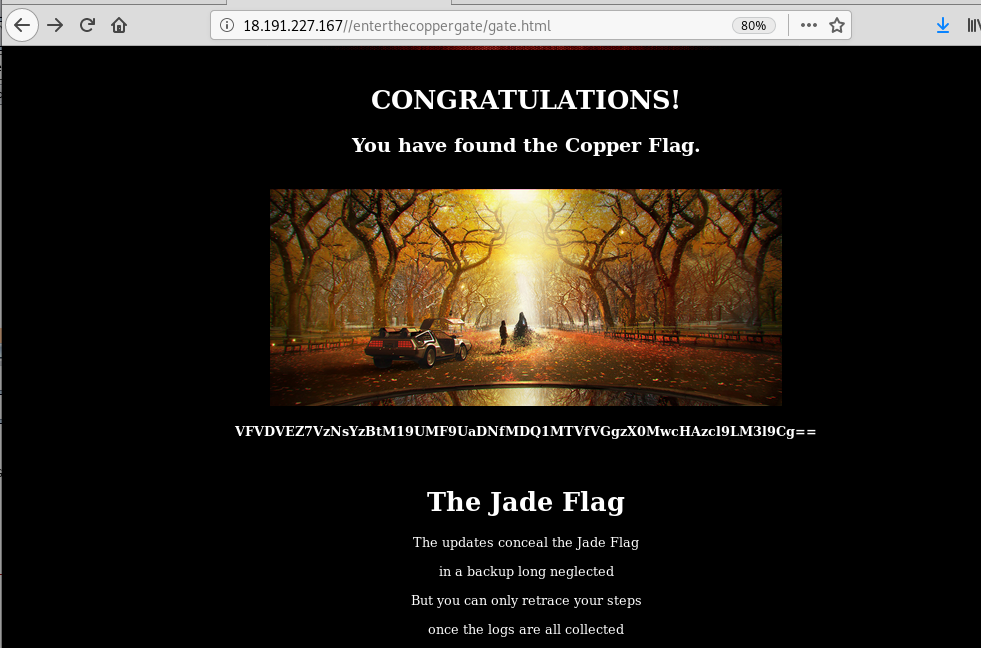 18.191.227.167//enterthecoppergate/gate.html
80%
CONGRATULATIONS!
You have found the Copper Flag.
VFVDVEZ7VzNsYzBtM19UMF9UaDNfMDQ1MTVfVGgzX0MwcHAzcl9LM3l9Cg==
The Jade Flag
The updates conceal the Jade Flag
in a backup long neglected
But you can only retrace your steps
once the logs are all collected